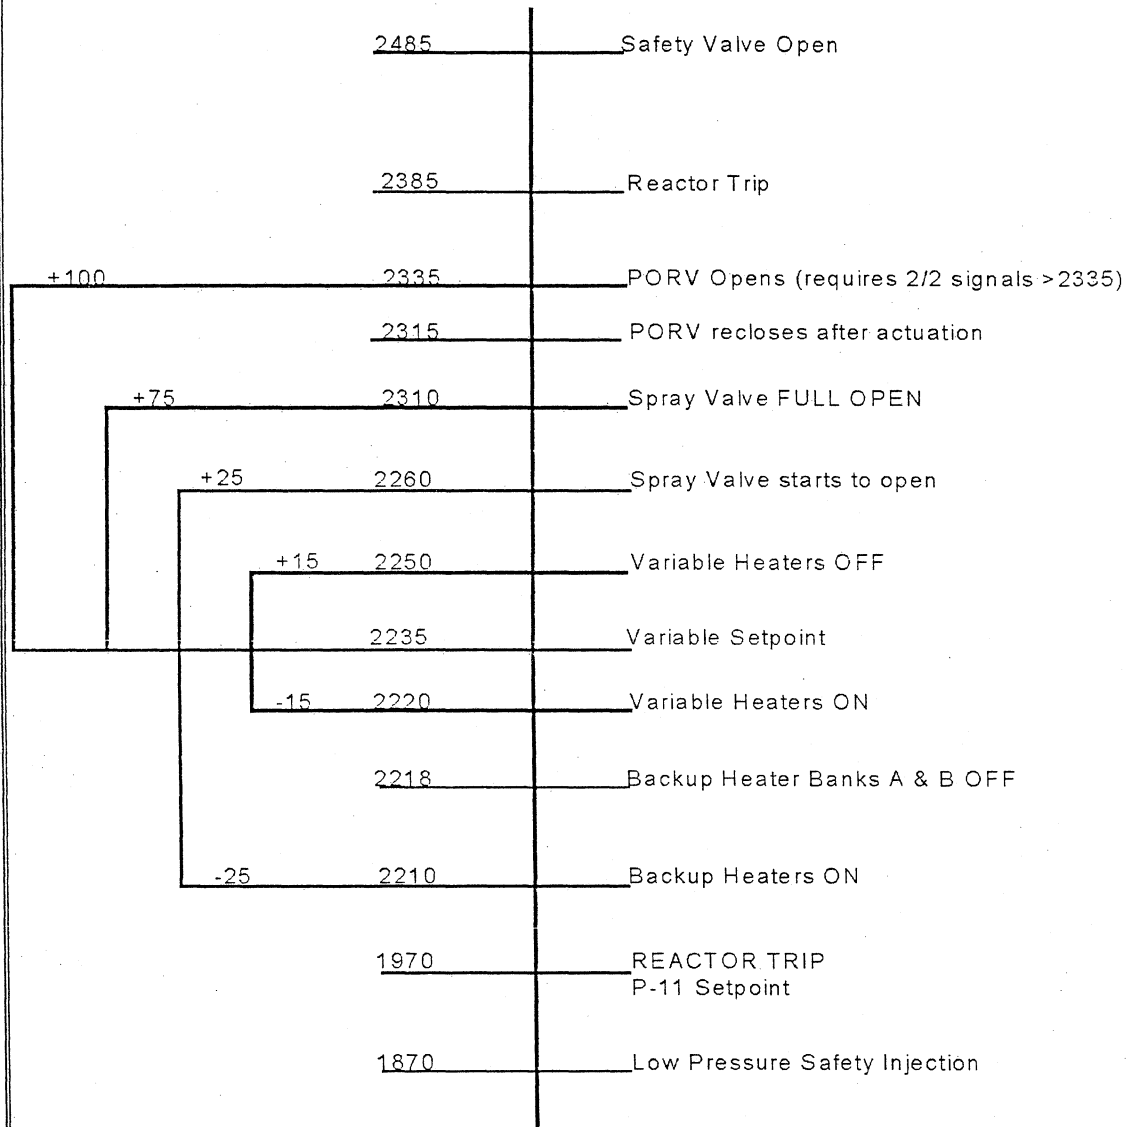 2485 Safety Valve Open
2385 Reactor Trip
+100 2335 PORV Opens (requires 2/2 signals >2335)
2315 PORV recloses after actuation
+75 2310 Spray Valve FULL OPEN
+25 2260 Spray Valve starts to open
+15 2250 Variable Heaters OFF
2235 Variable Setpoint
-15 2220 Variable Heaters ON
2218 Backup Heater Banks A & B OFF
-25 2210 Backup Heaters ON
1970 REACTOR TRIP
P-11 Setpoint
1870 Low Pressure Safety Injection